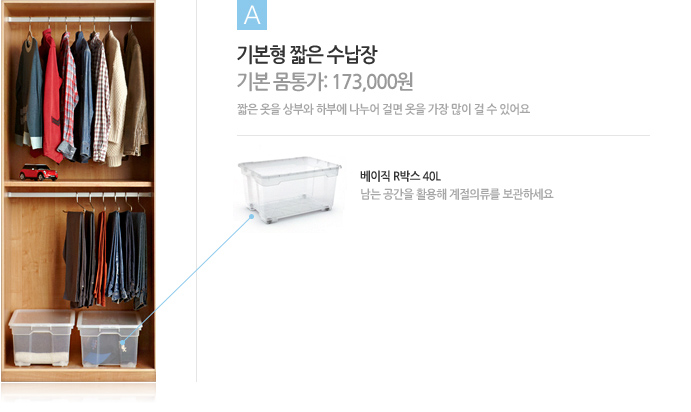 A
기본형 짧은 수납장
기본 몸통가: 173,000원
짧은 옷을 상부와 하부에 나누어 걸면 옷을 가장 많이 걸 수 있어요
베이직 R박스 40L
남는 공간을 활용해 계절의류를 보관하세요